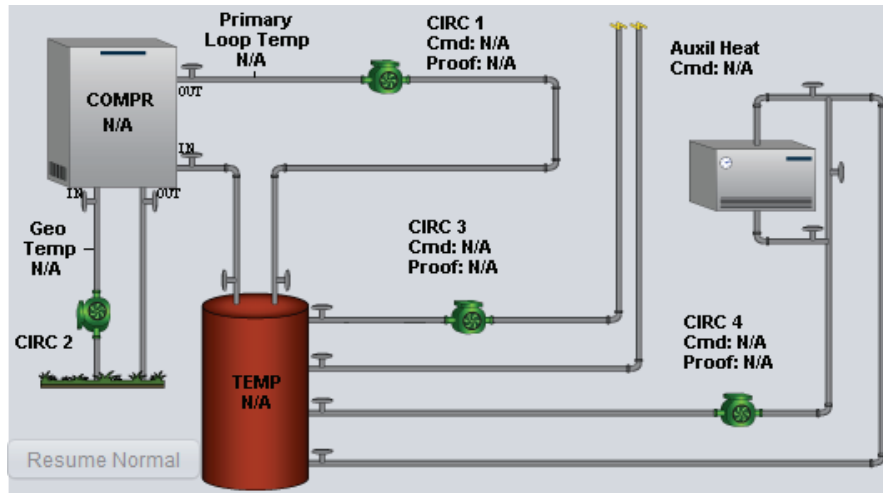 Primary
Loop Temp
N/A
CIRC 1
Cmd: N/A
Proof: N/A
Auxil Heat
Cmd: N/A
COMPR
N/A
OUT
IN
IN
OUT
Geo
Temp
N/A
CIRC 2
CIRC 3
Cmd: N/A
Proof: N/A
CIRC 4
Cmd: N/A
Proof: N/A
TEMP
N/A
Resume Normal